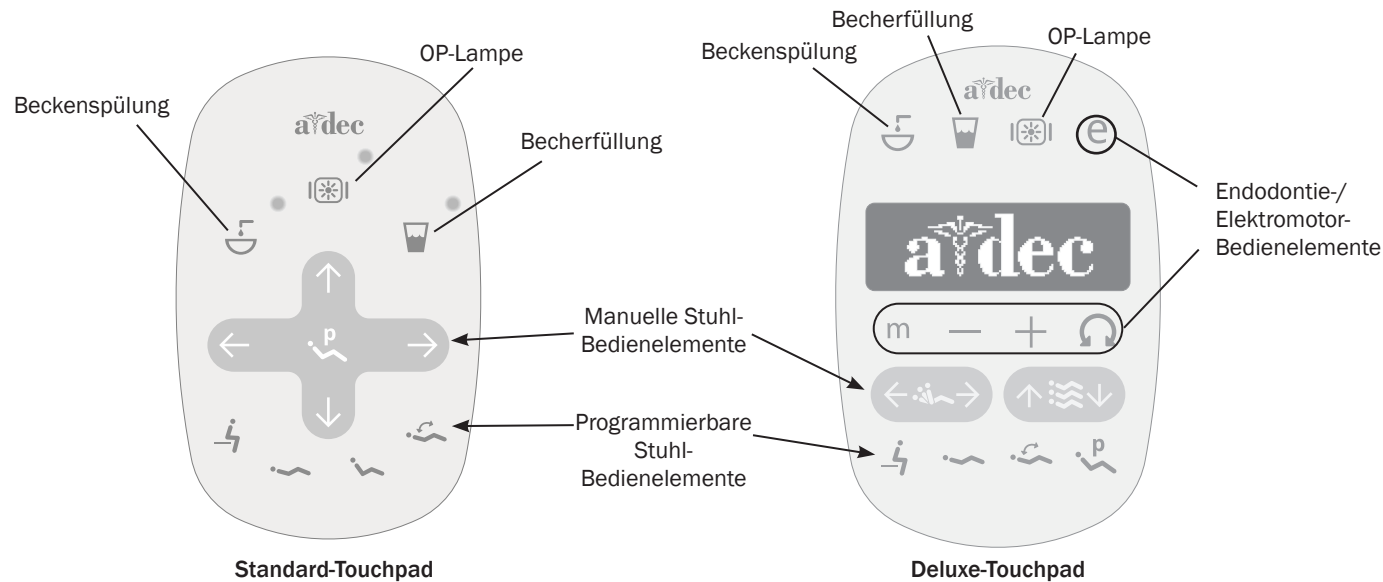 Beckenspülung
OP-Lampe
Becherfüllung
a dec
p
Standard-Touchpad
Manuelle Stuhl-
Bedienelemente
Programmierbare
Stuhl-
Bedienelemente
Becherfüllung
Beckenspülung
OP-Lampe
a dec
e
a dec
m − +
p
Endodontie-/
Elektromotor-
Bedienelemente
Deluxe-Touchpad